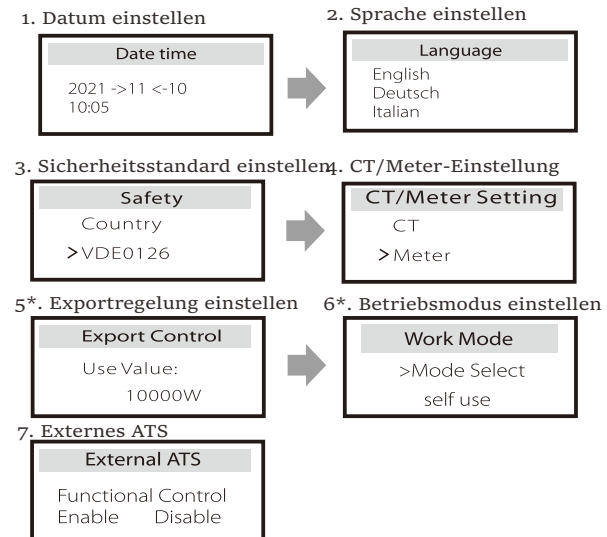 1. Datum einstellen
Date time
2021 ->11 <-10
10:05
2. Sprache einstellen
Language
English
Deutsch
Italian
3. Sicherheitsstandard einstellen
Safety
Country
>VDE0126
4. CT/Meter-Einstellung
CT/Meter Setting
CT
>Meter
5*. Exportregelung einstellen
Export Control
Use Value:
10000W
6*. Betriebsmodus einstellen
Work Mode
>Mode Select
self use
7. Externes ATS
External ATS
Functional Control
Enable Disable